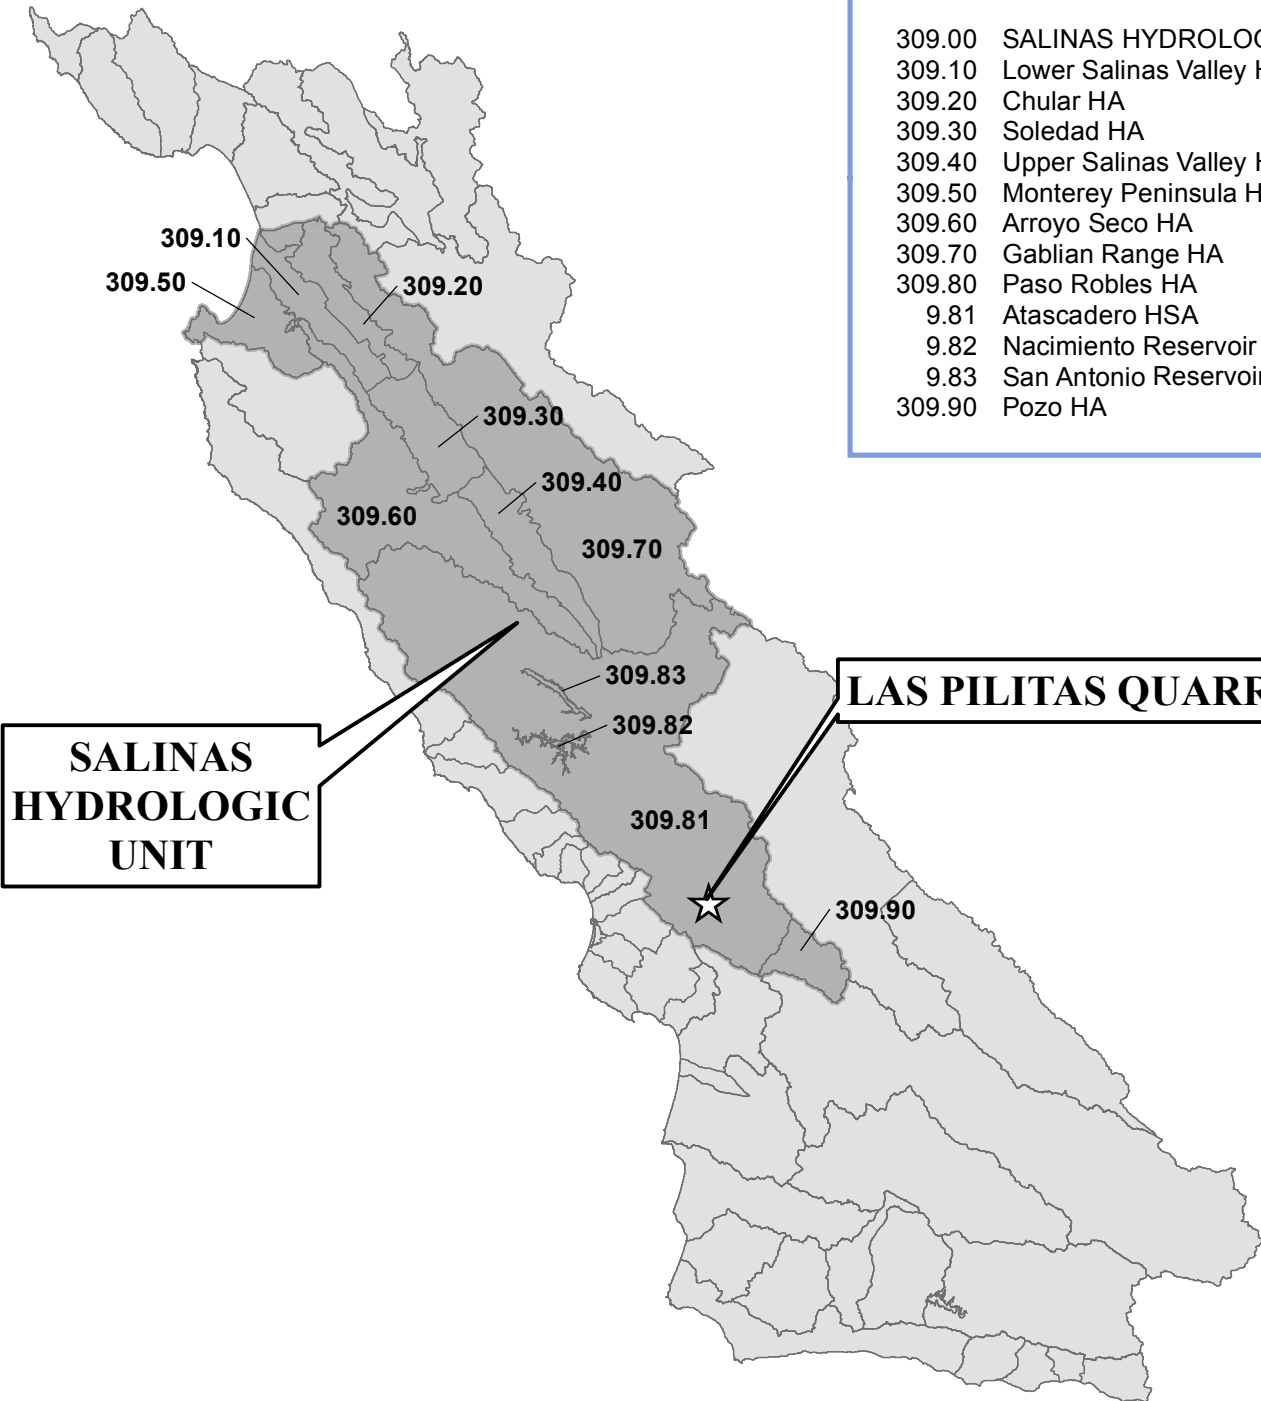 309.00 SALINAS HYDROLOG
309.10 Lower Salinas Valley H
309.20 Chular HA
309.30 Soledad HA
309.40 Upper Salinas Valley H
309.50 Monterey Peninsula H
309.60 Arroyo Seco HA
309.70 Gablian Range HA
309.80 Paso Robles HA
9.81 Atascadero HSA
9.82 Nacimiento Reservoir
9.83 San Antonio Reservoir
309.90 Pozo HA
309.10
309.50
309.20
309.30
309.40
309.60
309.70
309.83
309.82
LAS PILITAS QUARR
SALINAS
HYDROLOGIC
UNIT
309.81
309.90